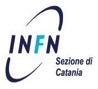 INFN
Sezione di
Catania